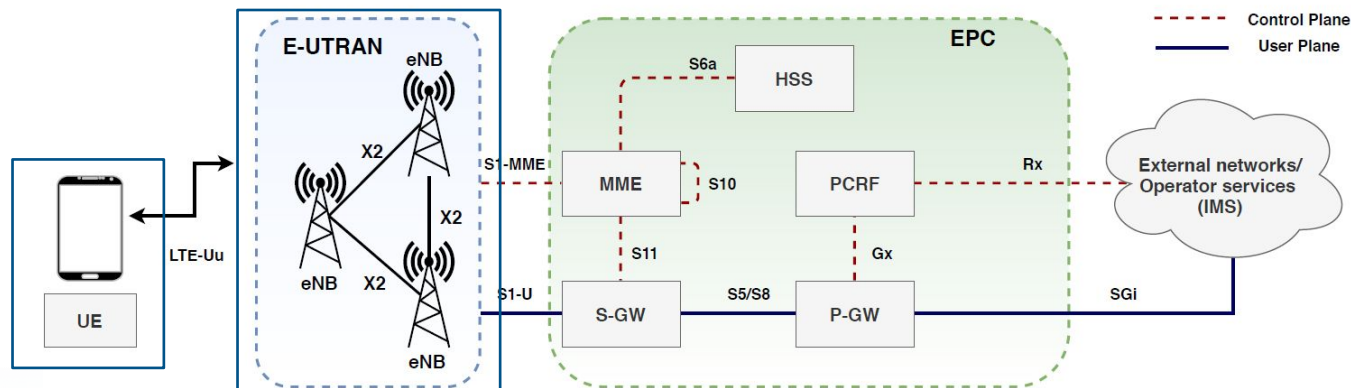 Control Plane
User Plane
E-UTRAN
EPC
eNB
S6a
HSS
X2
S1-MME
MME
S10
PCRF
Rx
External networks/
Operator services
(IMS)
X2
LTE-Uu
S11
Gx
eNB
X2
S1-U
S5/S8
SGi
UE
S-GW
P-GW
eNB